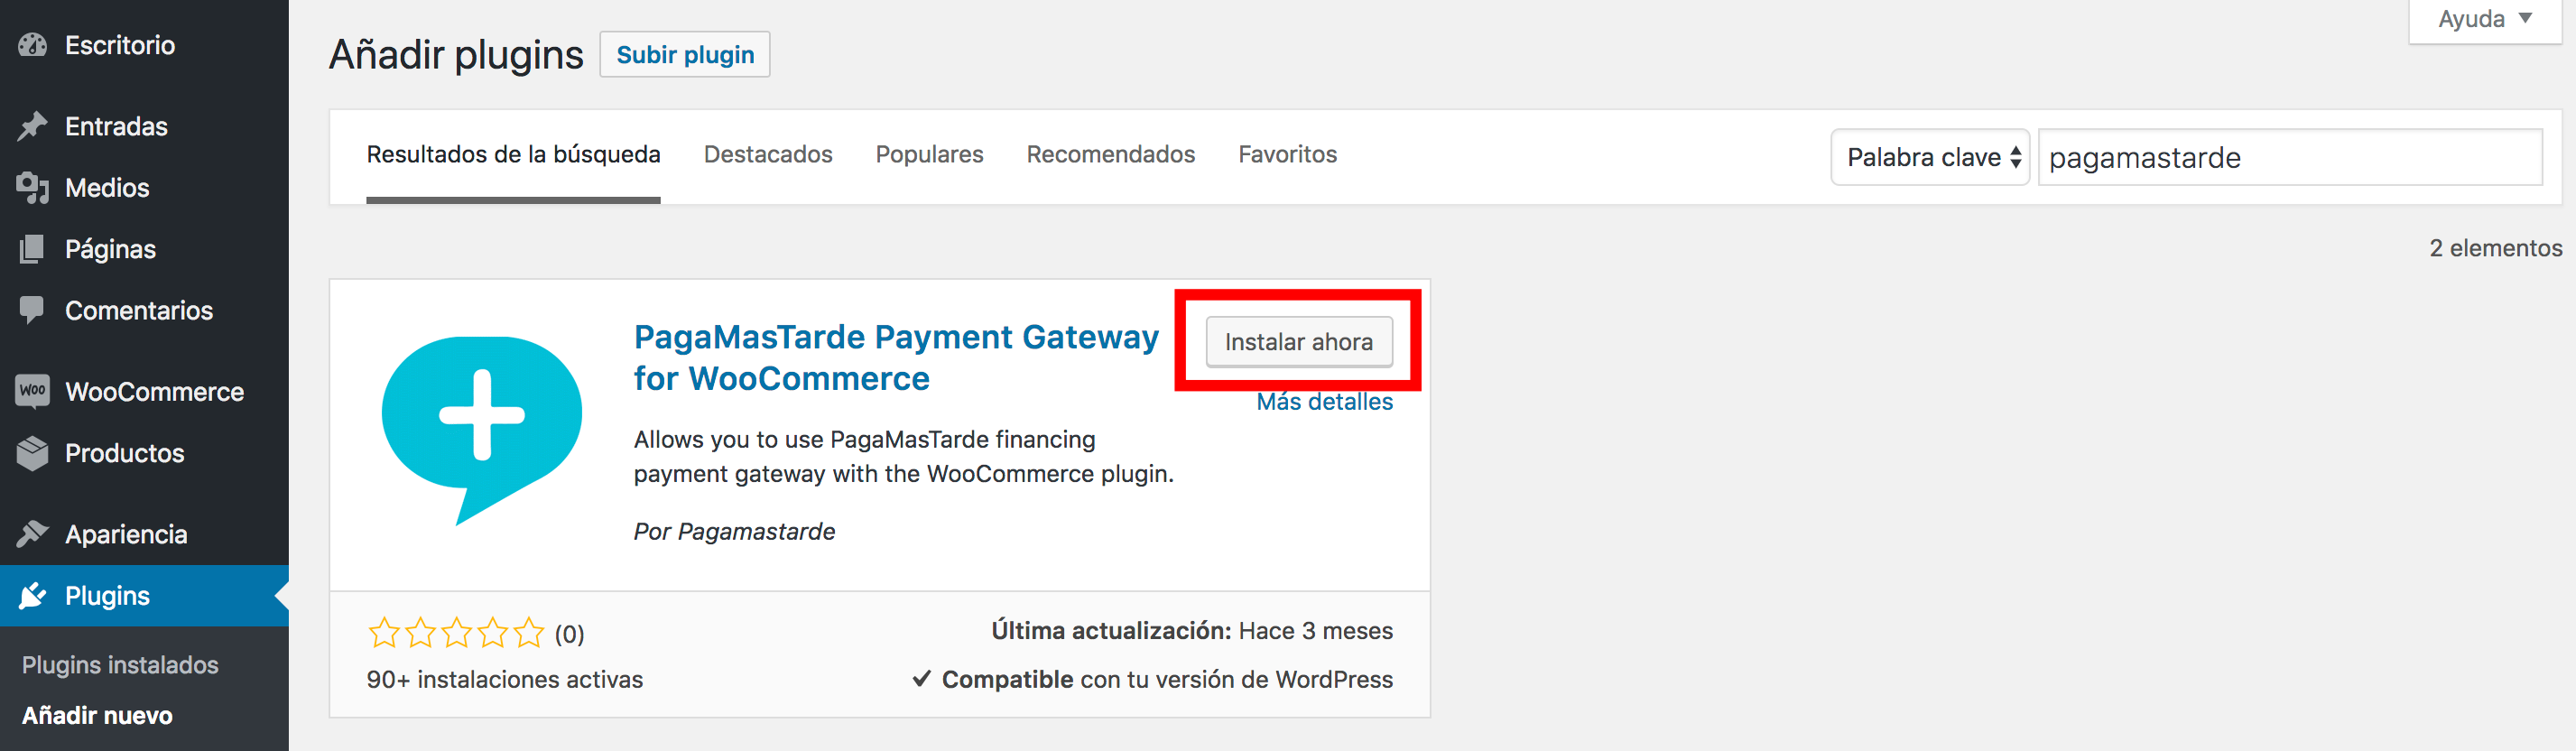 Escritorio
Entradas
Medios
Páginas
Comentarios
Woo WooCommerce
Productos
Apariencia
Plugins
Plugins instalados
Añadir nuevo
Ayuda
Añadir plugins Subir plugin
Resultados de la búsqueda Destacados Populares Recomendados Favoritos Palabra clave pagamastarde
2 elementos
PagaMasTarde Payment Gateway
for WooCommerce
Instalar ahora
Más detalles
Allows you to use PagaMasTarde financing
payment gateway with the WooCommerce plugin.
Por Pagamastarde
(0)
90+ instalaciones activas
Última actualización: Hace 3 meses
Compatible con tu versión de WordPress